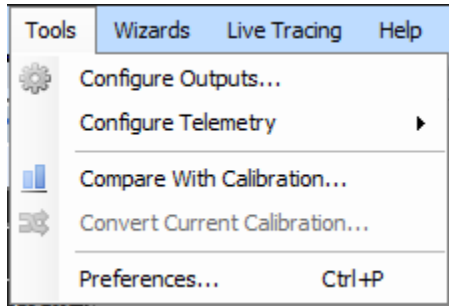 Tools Wizards Live Tracing Help
Configure Outputs...
Configure Telemetry
Compare With Calibration...
Convert Current Calibration...
Preferences... Ctrl+P